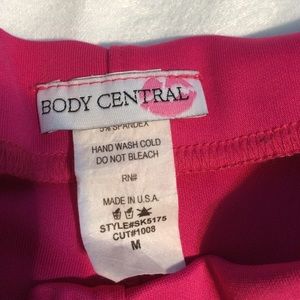 BODY CENTRAL
5% SPANDEX
HAND WASH COLD
DO NOT BLEACH
RN#
MADE IN U.S.A.
STYLE#SK5175
CUT#1008
M